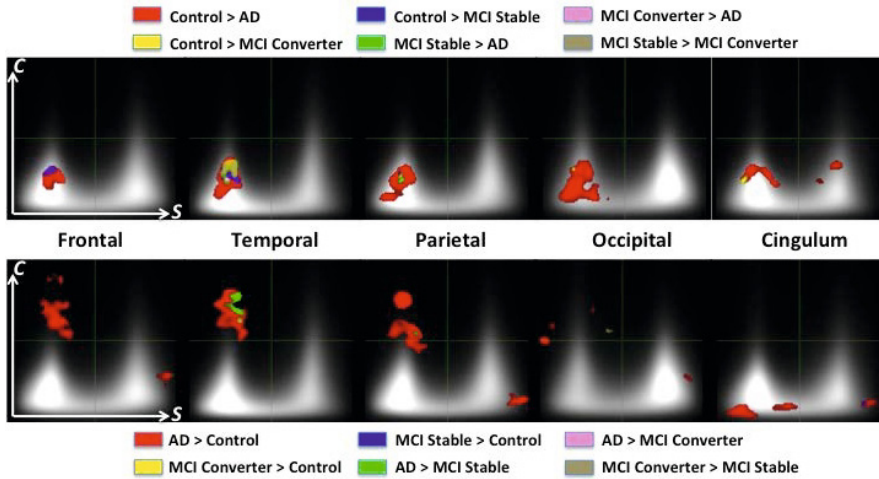 Control > AD Control > MCI Stable MCI Converter > AD
Control > MCI Converter MCI Stable > AD MCI Stable > MCI Converter
C
S
Frontal Temporal Parietal Occipital Cingulum
C
S
AD > Control MCI Stable > Control AD > MCI Converter
MCI Converter > Control AD > MCI Stable MCI Converter > MCI Stable